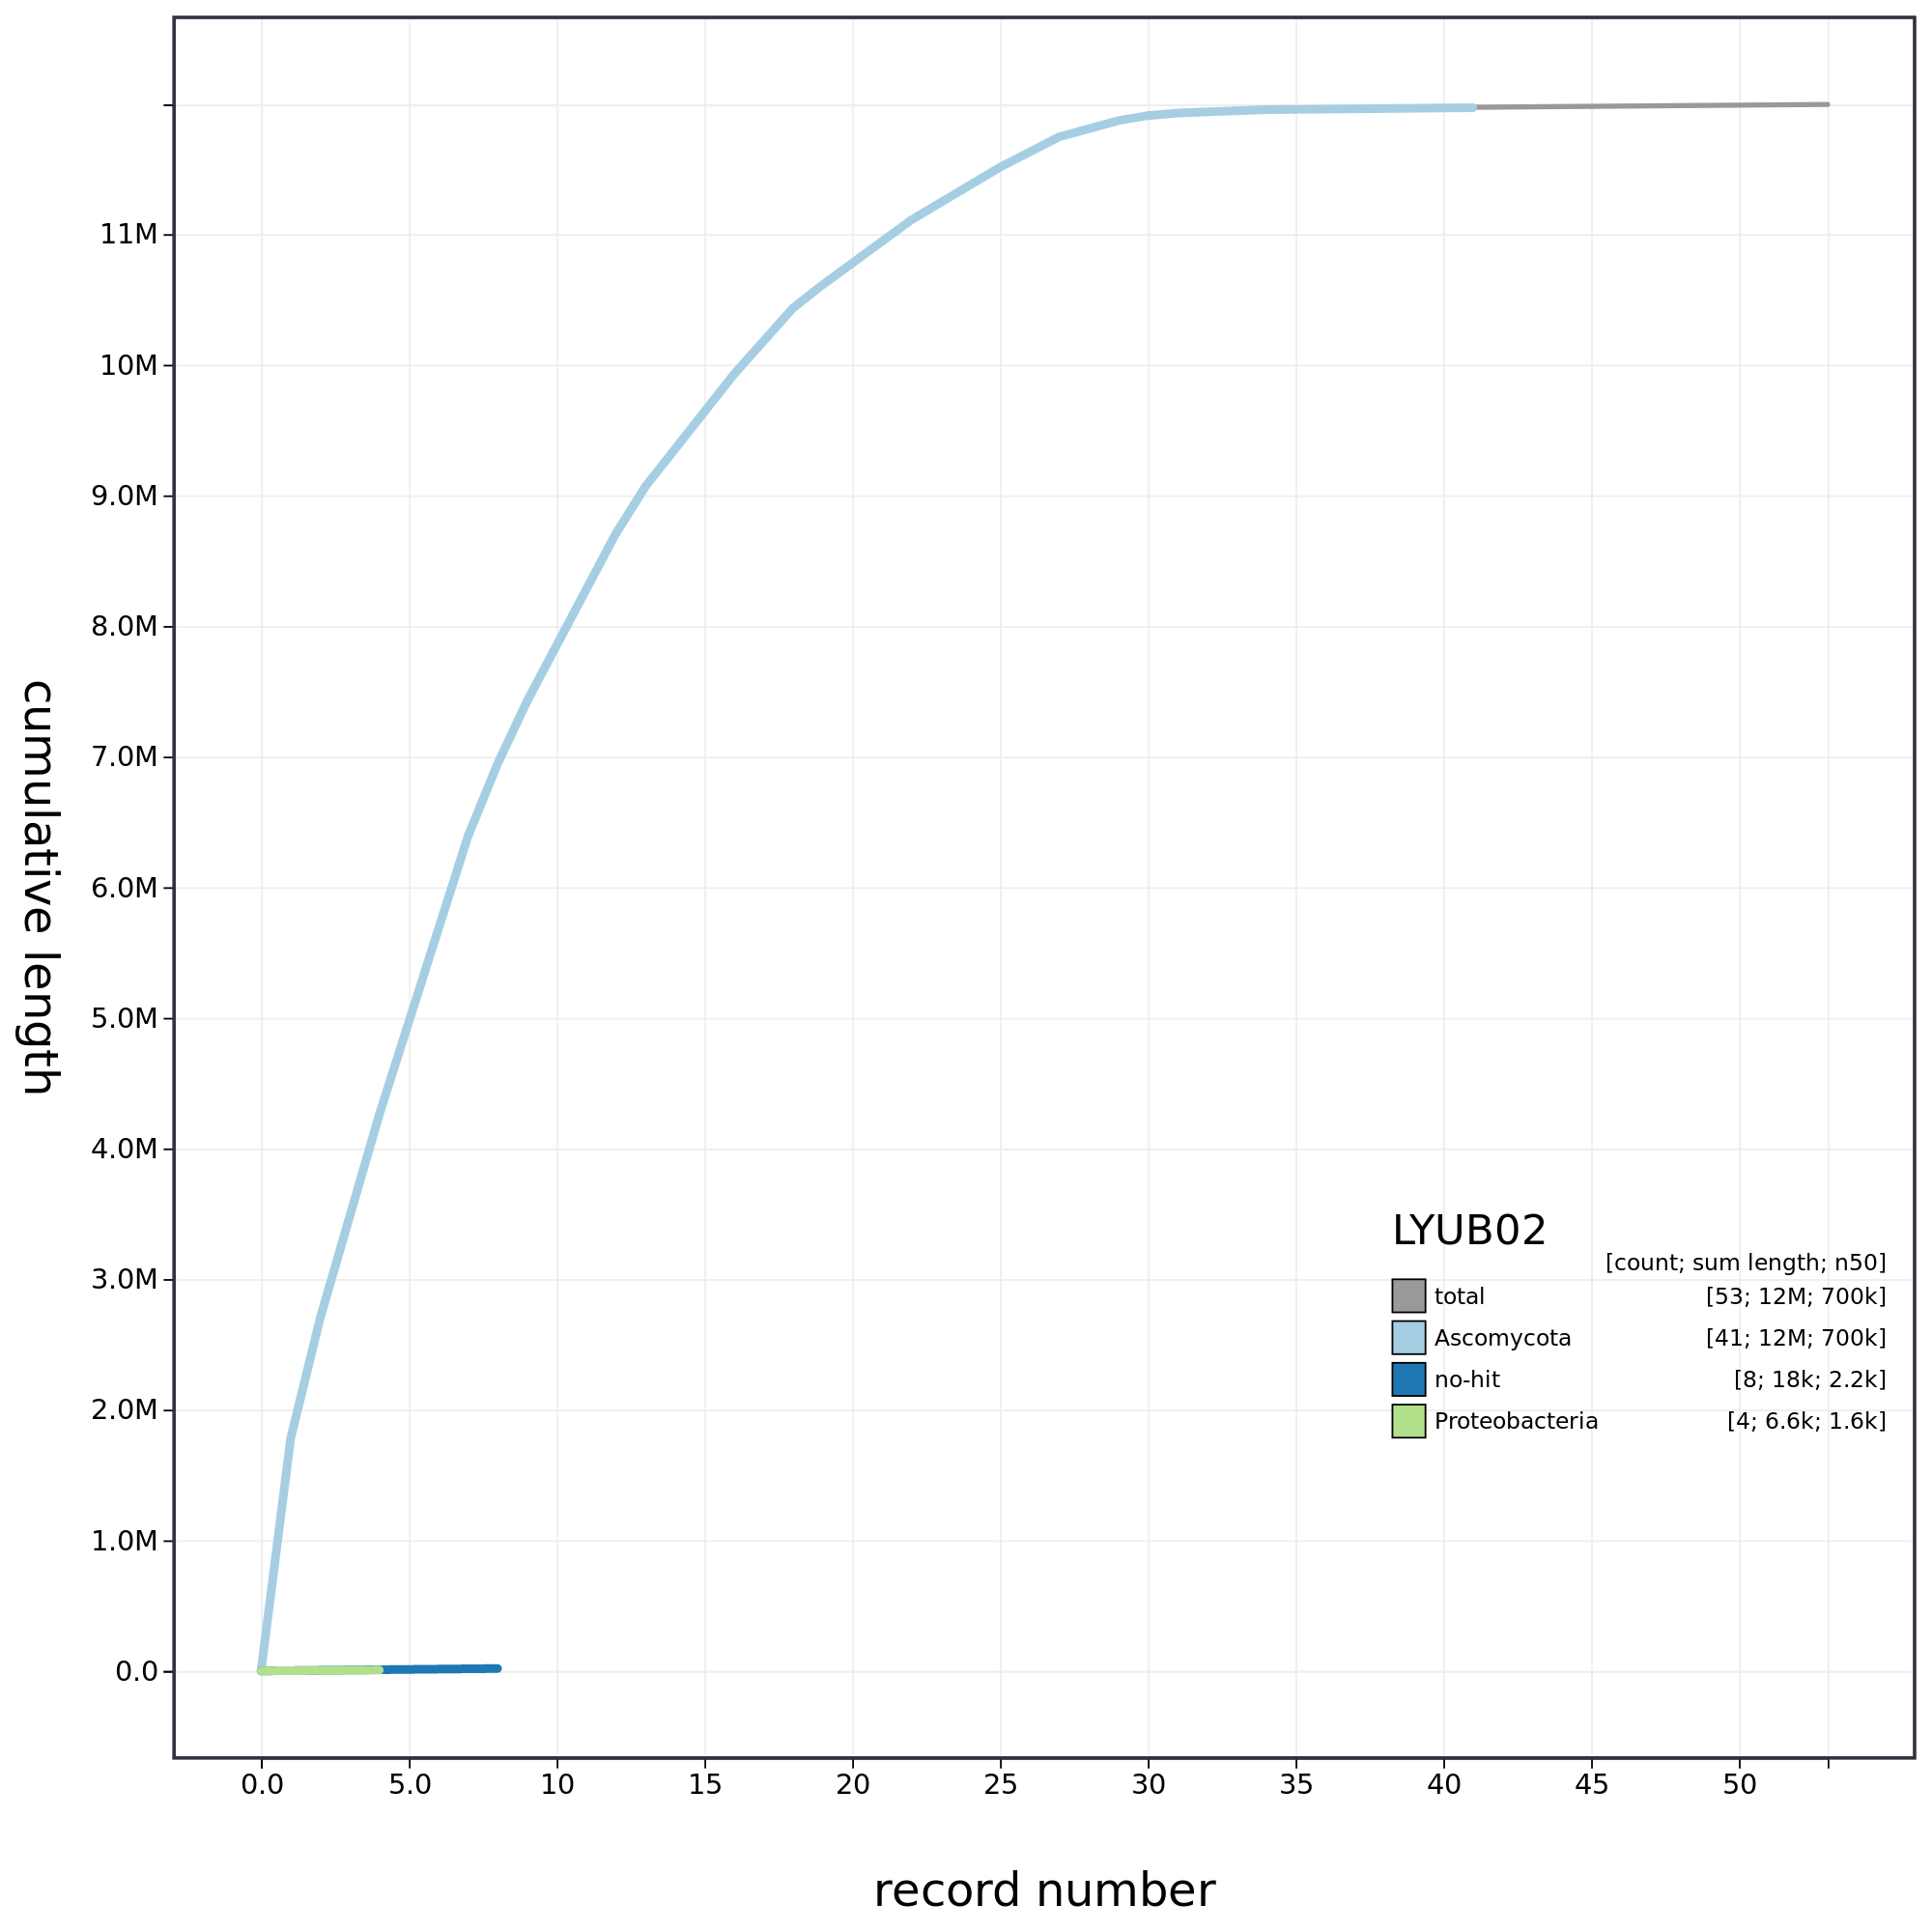 cumulative length
11M
10M
9.0M
8.0M
7.0M
6.0M
5.0M
4.0M
3.0M
2.0M
1.0M
0.0
LYUB02
[count; sum length; n50]
total [53; 12M; 700k]
Ascomycota [41; 12M; 700k]
no-hit [8; 18k; 2.2k]
Proteobacteria [4; 6.6k; 1.6k]
0.0 5.0 10 15 20 25 30 35 40 45 50
record number